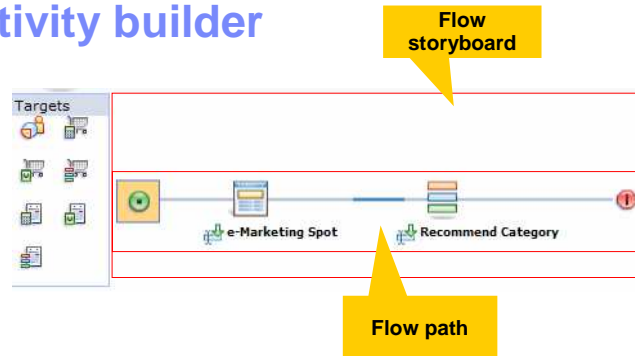 tivity builder
Flow
storyboard
Targets
e-Marketing Spot
Recommend Category
Flow path